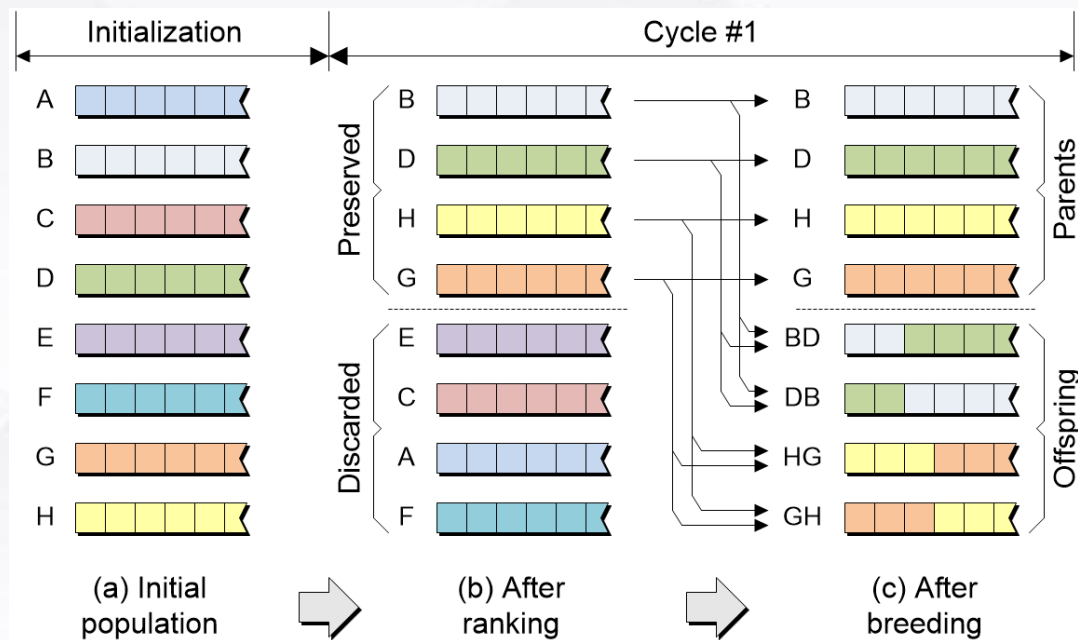 Initialization
Cycle #1
A
B
C
D
E
F
G
H
Preserved
Discarded
B
D
H
G
E
C
A
F
B
D
H
G
BD
DB
HG
GH
Parents
Offspring
(a) Initial
population
(b) After
ranking
(c) After
breeding